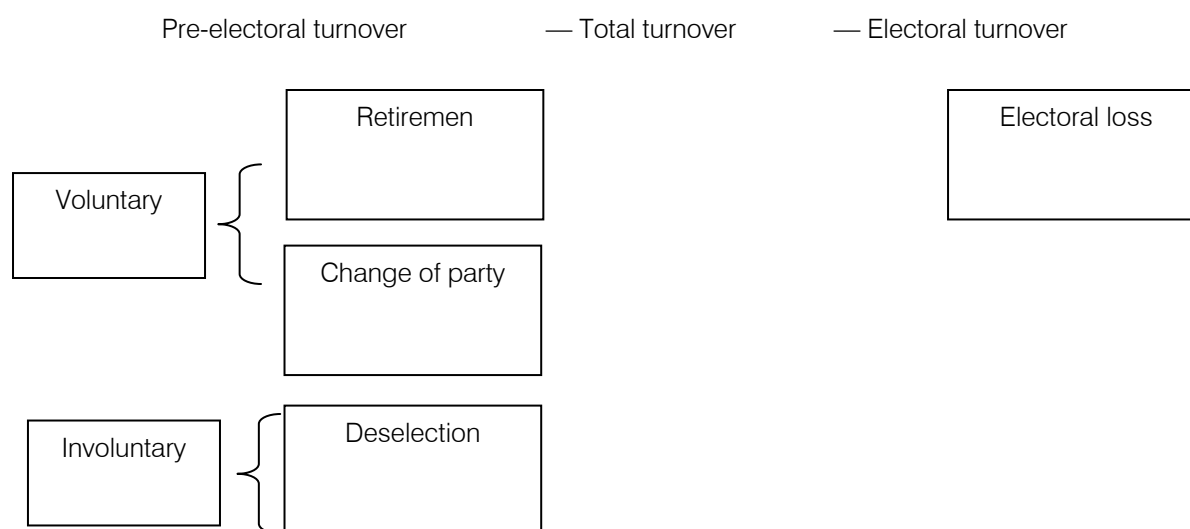 Pre-electoral turnover — Total turnover — Electoral turnover
Retiremen
Electoral loss
Voluntary
Change of party
Deselection
Involuntary